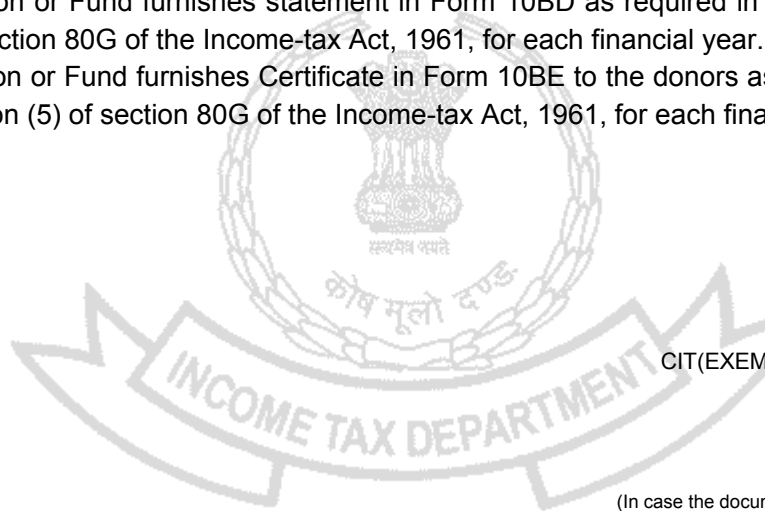 on or Fund furnishes statement in Form 10BD as required in
ection 80G of the Income-tax Act, 1961, for each financial year.
on or Fund furnishes Certificate in Form 10BE to the donors as
on (5) of section 80G of the Income-tax Act, 1961, for each fina
सत्यमेव जयते
कोष मूलो दण्ड:
CIT(EXEM
INCOME TAX DEPARTMENT
(In case the docum